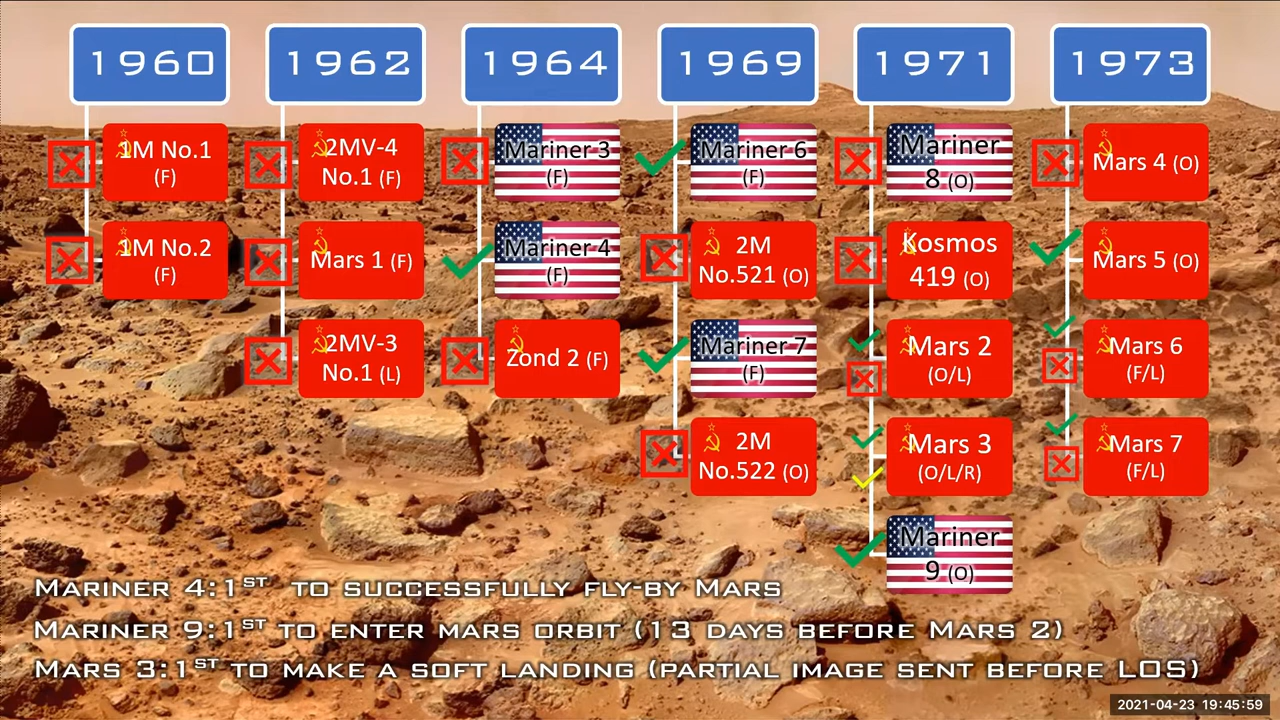 1960
1M No.1
(F)
1M No.2
(F)
1962
2MV-4
No.1 (F)
Mars 1 (F)
2MV-3
No.1 (L)
1964
Mariner 3
(F)
Mariner 4
(F)
Zond 2 (F)
1969
Mariner 6
(F)
2M
No.521 (O)
Mariner 7
(F)
2M
No.522 (O)
1971
Mariner
8 (O)
Kosmos
419 (O)
Mars 2
(O/L)
Mars 3
(O/L/R)
Mariner
9 (O)
1973
Mars 4 (O)
Mars 5 (O)
Mars 6
(F/L)
Mars 7
(F/L)
Mariner 4:1ST to successfully fly-by Mars
Mariner 9:1ST to enter mars orbit (13 days before Mars 2)
Mars 3:1ST to make a soft landing (partial image sent before LOS)
2021-04-23 19:45:59